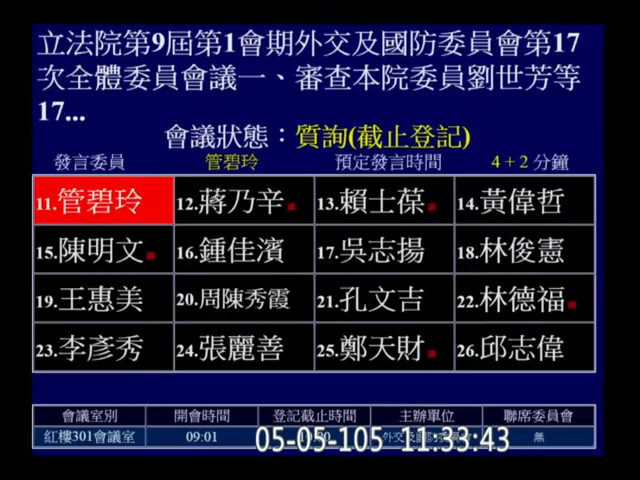 立法院第9屆第1會期外交及國防委員會第17
次全體委員會議一、審查本院委員劉世芳等
17...
會議狀態：質詢(截止登記)
發言委員 管碧玲 預定發言時間 4 + 2 分鐘
11.管碧玲 12.蔣乃辛 13.賴士葆 14.黃偉哲
15.陳明文 16.鍾佳濱 17.吳志揚 18.林俊憲
19.王惠美 20.周陳秀霞 21.孔文吉 22.林德福
23.李彥秀 24.張麗善 25.鄭天財 26.邱志偉
會議室別 開會時間 登記截止時間 主辦單位 聯席委員會
紅樓301會議室 09:01 無
05-05-105 11:33:43